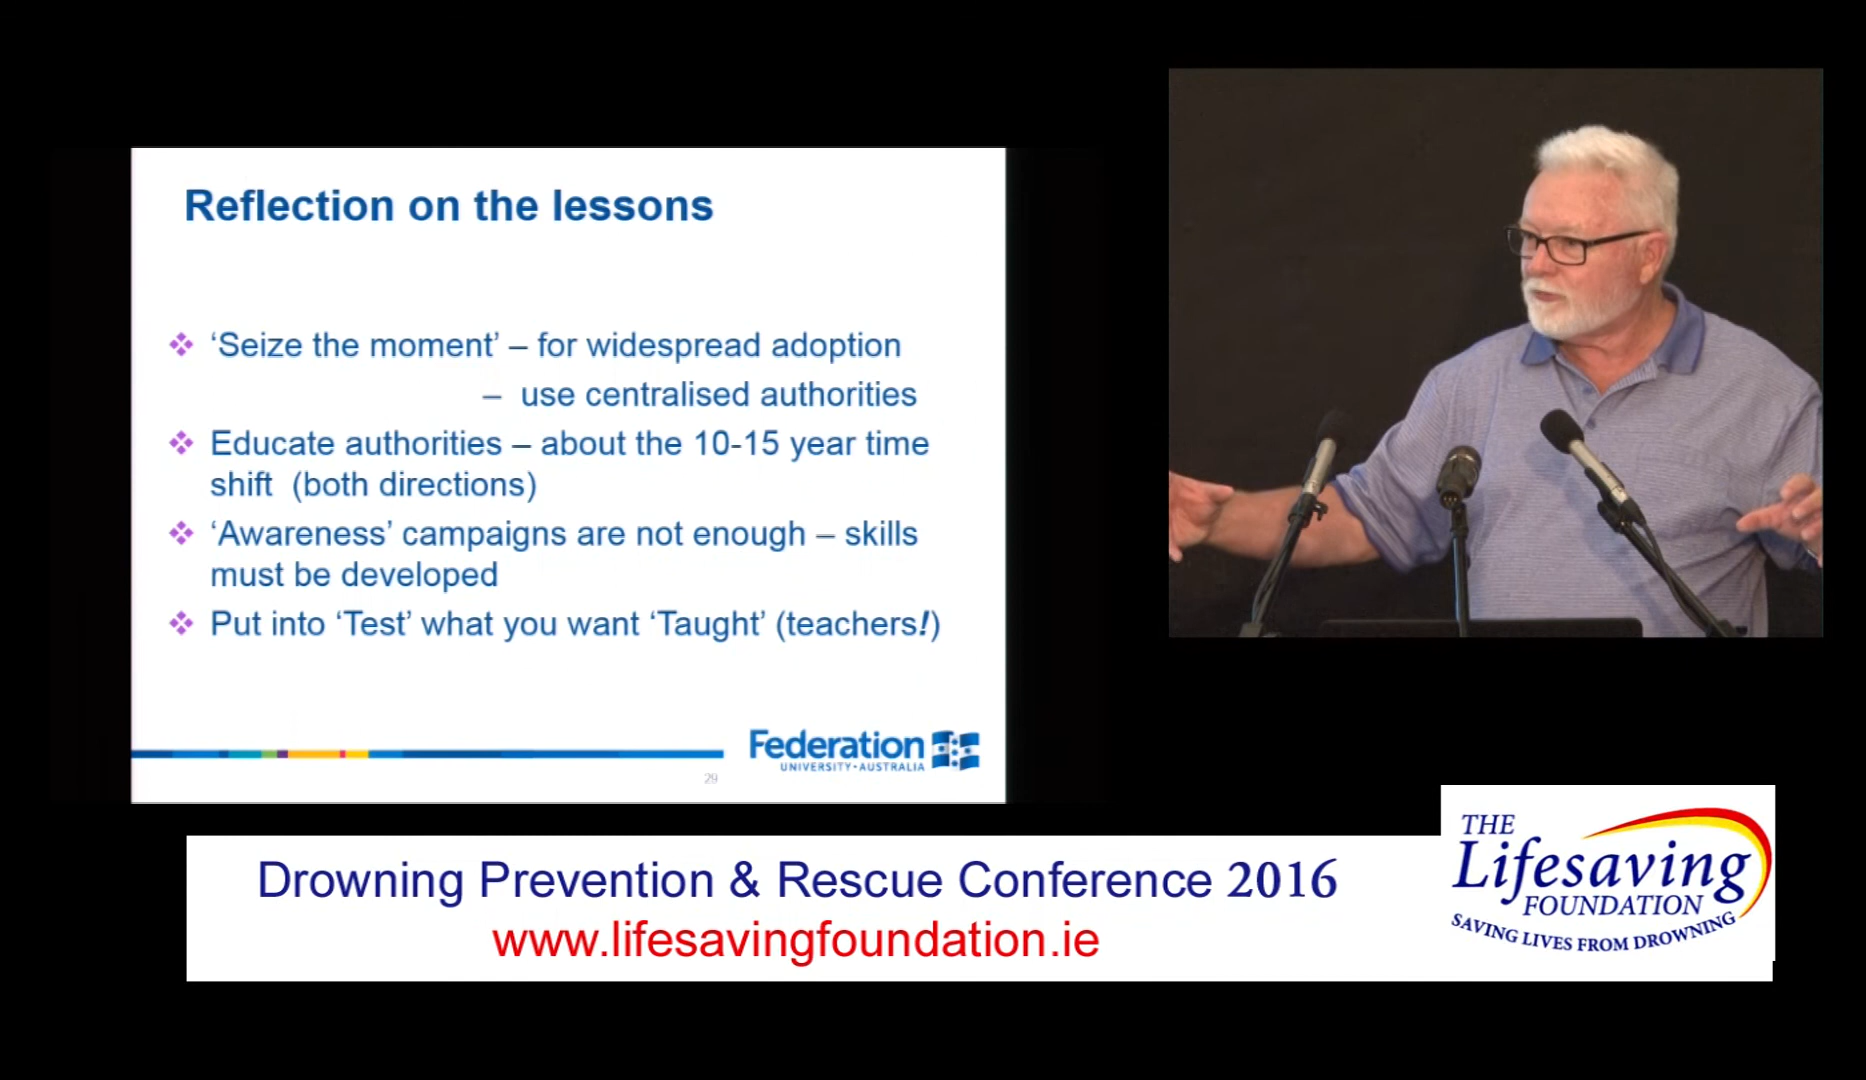 Reflection on the lessons
‘Seize the moment’ – for widespread adoption
– use centralised authorities
Educate authorities – about the 10-15 year time
shift (both directions)
‘Awareness’ campaigns are not enough – skills
must be developed
Put into ‘Test’ what you want ‘Taught’ (teachers!)
Federation
UNIVERSITY • AUSTRALIA
29
Drowning Prevention & Rescue Conference 2016
www.lifesavingfoundation.ie
THE
Lifesaving
FOUNDATION
SAVING LIVES FROM DROWNING